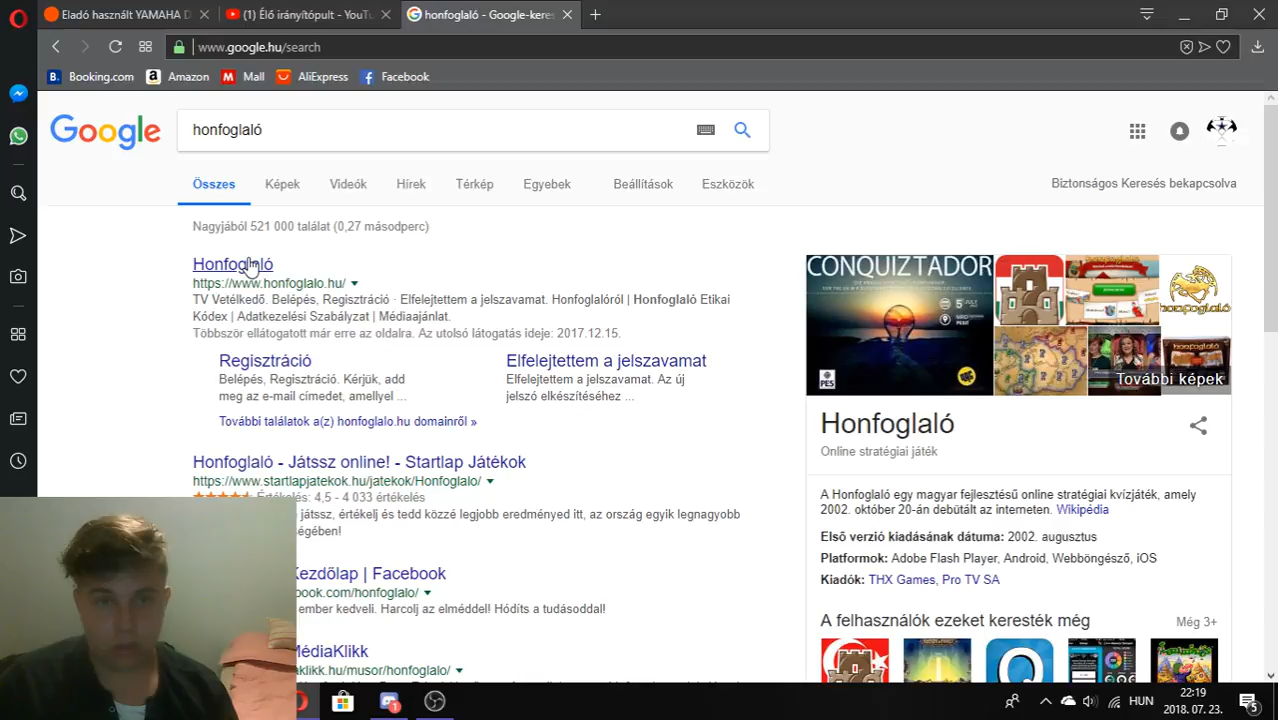 Eladó használt YAMAHA D
(1) Élő irányítópult - YouTu
honfoglaló - Google-kere
www.google.hu/search
B. Booking.com
Amazon
Mall
AliExpress
Facebook
Google
honfoglaló
Összes
Képek
Videók
Hírek
Térkép
Egyebek
Beállítások
Eszközök
Biztonságos Keresés bekapcsolva
Nagyjából 521 000 találat (0,27 másodperc)
Honfoglaló
https://www.honfoglalo.hu/
TV Vetélkedő. Belépés, Regisztráció · Elfelejtettem a jelszavamat. Honfoglalóról | Honfoglaló Etikai
Kódex | Adatkezelési Szabályzat | Médiaajánlat.
Többször ellátogatott már erre az oldalra. Az utolsó látogatás ideje: 2017.12.15.
Regisztráció
Belépés, Regisztráció. Kérjük, add
meg az e-mail címedet, amellyel ...
Elfelejtettem a jelszavamat
Elfelejtettem a jelszavamat. Az új
jelszó elkészítéséhez ...
További találatok a(z) honfoglalo.hu domainről »
Honfoglaló - Játssz online! - Startlap Játékok
https://www.startlapjatekok.hu/jatekok/Honfoglalo/
Értékelés: 4,5 - 4 033 értékelés
játssz, értékelj és tedd közzé legjobb eredményed itt, az ország egyik legnagyobb
ségében!
Kezdőlap | Facebook
ook.com/honfoglalo/
ember kedveli. Harcolj az elméddel! Hódíts a tudásoddal!
MédiaKlikk
aklikk.hu/musor/honfoglalo/
CONQUIZTADOR
5 JULY
PES
honfoglaló
További képek
Honfoglaló
Online stratégiai játék
A Honfoglaló egy magyar fejlesztésű online stratégiai kvízjáték, amely
2002. október 20-án debütált az interneten. Wikipédia
Első verzió kiadásának dátuma: 2002. augusztus
Platformok: Adobe Flash Player, Android, Webböngésző, iOS
Kiadók: THX Games, Pro TV SA
A felhasználók ezeket keresték még
Még 3+
HUN
22:19
2018. 07. 23.
5